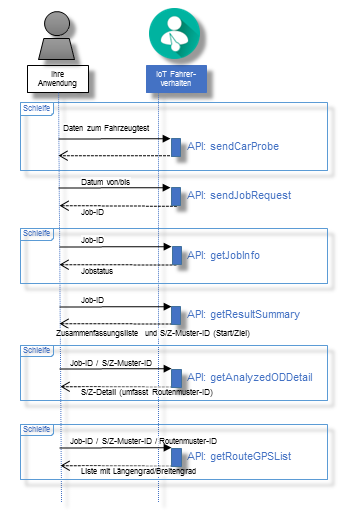 Ihre
Anwendung
IoT Fahrer-
verhalten
Schleife
Daten zum Fahrzeugtest
API: sendCarProbe
Datum von/bis
API: sendJobRequest
Job-ID
Schleife
Job-ID
API: getJobInfo
Jobstatus
Job-ID
API: getResultSummary
Zusammenfassungsliste und S/Z-Muster-ID (Start/Ziel)
Schleife
Job-ID / S/Z-Muster-ID
API: getAnalyzedODDetail
S/Z-Detail (umfasst Routenmuster-ID)
Schleife
Job-ID / S/Z-Muster-ID / Routenmuster-ID
API: getRouteGPSList
Liste mit Längengrad/Breitengrad